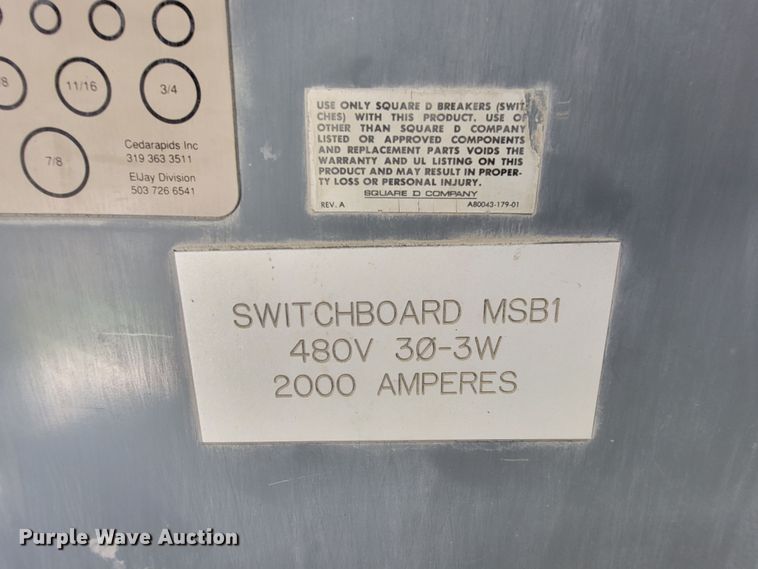 /8
11/16
3/4
7/8
Cedarapids Inc
319 363 3511
ElJay Division
503 726 6541
USE ONLY SQUARE D BREAKERS (SWIT
CHES) WITH THIS PRODUCT. USE OF
OTHER THAN SQUARE D COMPANY
LISTED OR APPROVED COMPONENTS
AND REPLACEMENT PARTS VOIDS THE
WARRANTY AND UL LISTING ON THIS
PRODUCT AND MAY RESULT IN PROPER-
TY LOSS OR PERSONAL INJURY.
SQUARE D COMPANY
REV. A A80043-179-01
SWITCHBOARD MSB1
480V 3Ø-3W
2000 AMPERES
Purple Wave Auction